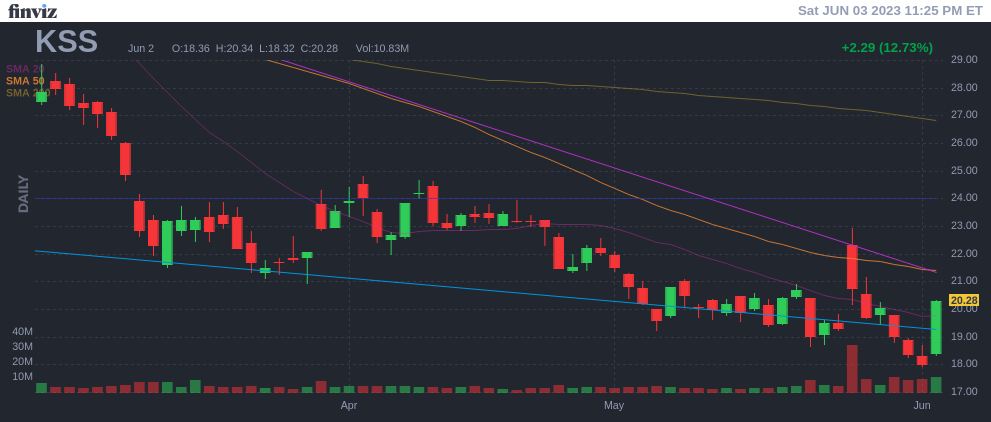 finviz
Sat JUN 03 2023 11:25 PM ET
KSS
Jun 2 O:18.36 H:20.34 L:18.32 C:20.28 Vol:10.83M
+2.29 (12.73%)
SMA 20
SMA 50
SMA 200
DAILY
29.00
28.00
27.00
26.00
25.00
24.00
23.00
22.00
21.00
20.28
20.00
19.00
18.00
17.00
40M
30M
20M
10M
Apr
May
Jun